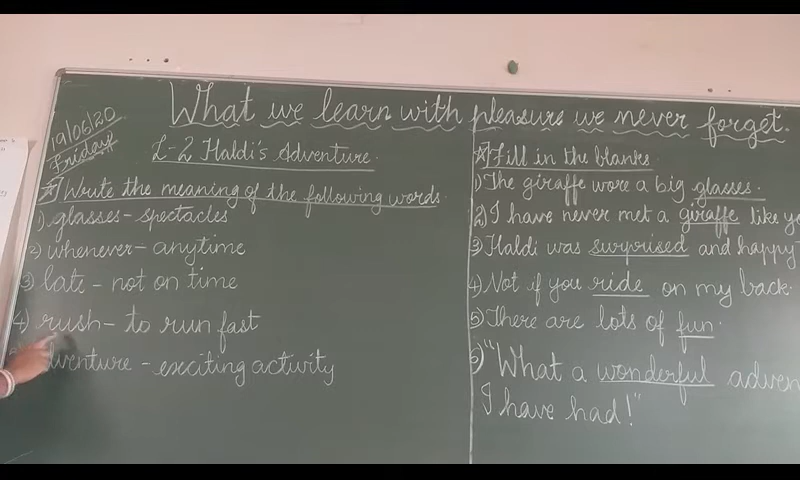 What we learn with pleasure we never forget.
19/06/20
Friday
L-2 Haldi's Adventure.
Write the meaning of the following words.
1) glasses - spectacles
2) whenever - anytime
3) late - not on time
4) rush - to run fast
adventure - exciting activity
Fill in the blanks
1) The giraffe wore a big glasses.
2) I have never met a giraffe like yo
3) Haldi was surprised and happy
4) Not if you ride on my back.
5) There are lots of fun.
6) "What a wonderful adven
I have had!"